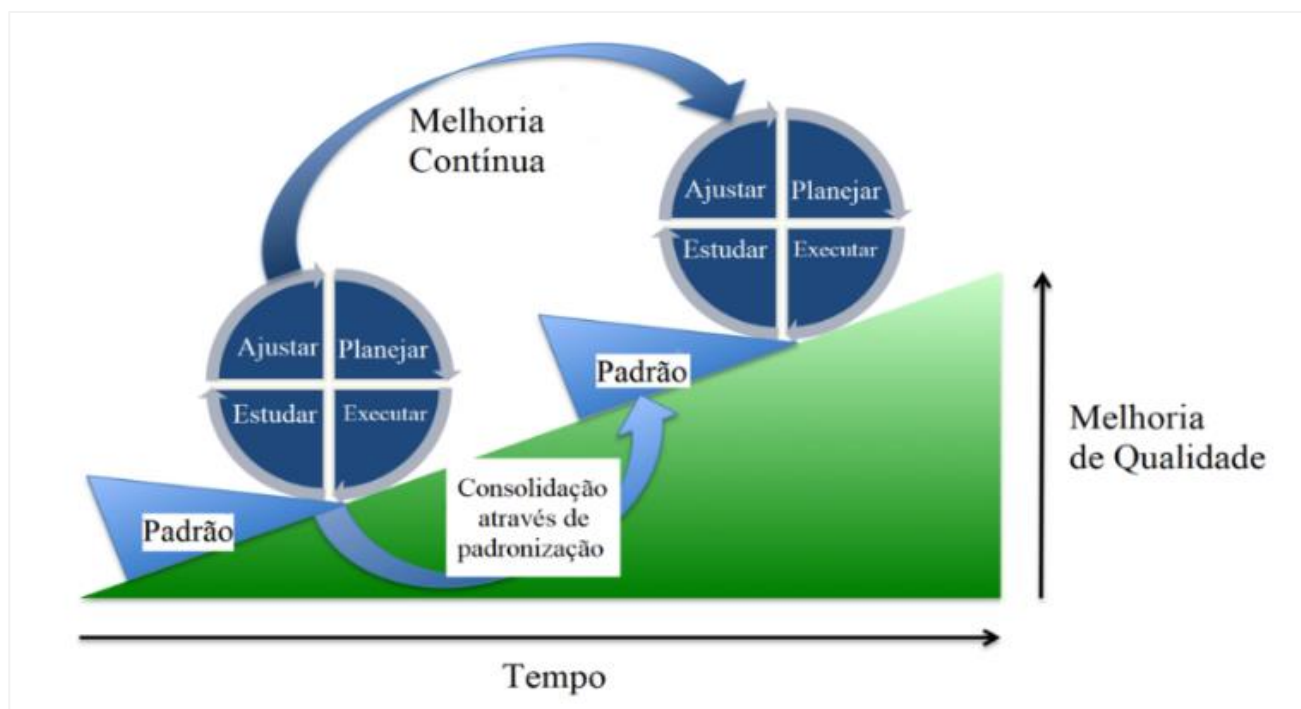 Melhoria
Contínua
Ajustar Planejar
Estudar Executar
Ajustar Planejar
Estudar Executar
Padrão
Padrão
Consolidação
através de
padronização
Melhoria
de Qualidade
Tempo